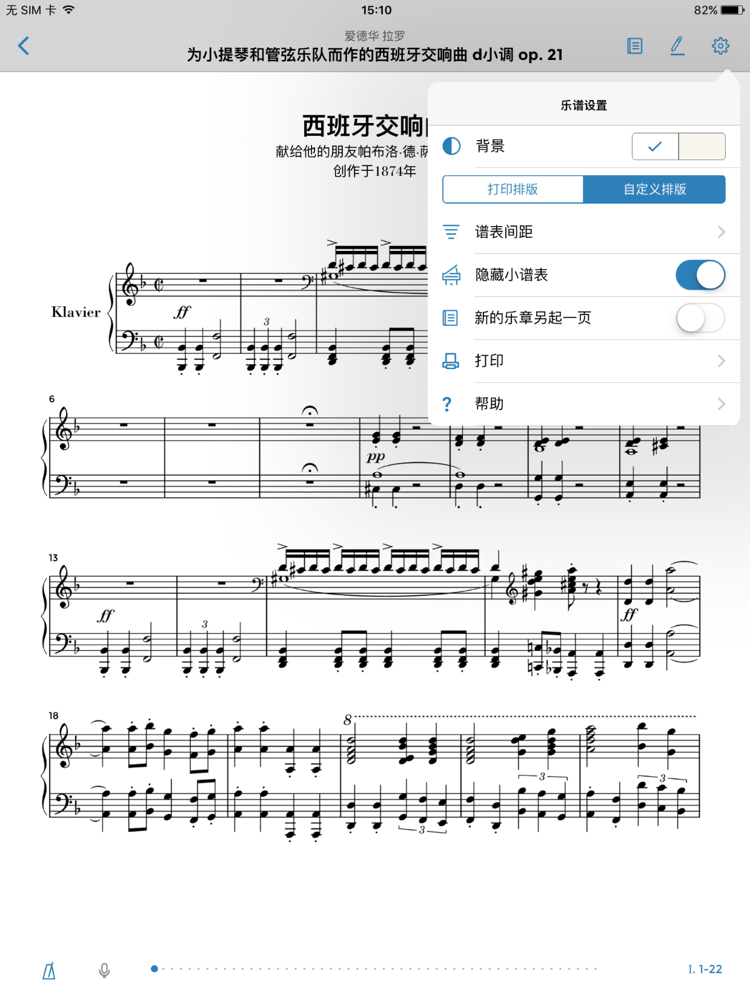 无 SIM 卡
15:10
82%
爱德华 拉罗
为小提琴和管弦乐队而作的西班牙交响曲 d小调 op. 21
乐谱设置
背景
打印排版
自定义排版
谱表间距
隐藏小谱表
新的乐章另起一页
打印
帮助
西班牙交响
献给他的朋友帕布洛·德·萨
创作于1874年
Klavier
ff
3
6
pp
13
ff
3
ff
18
8
3
3
3
I. 1-22